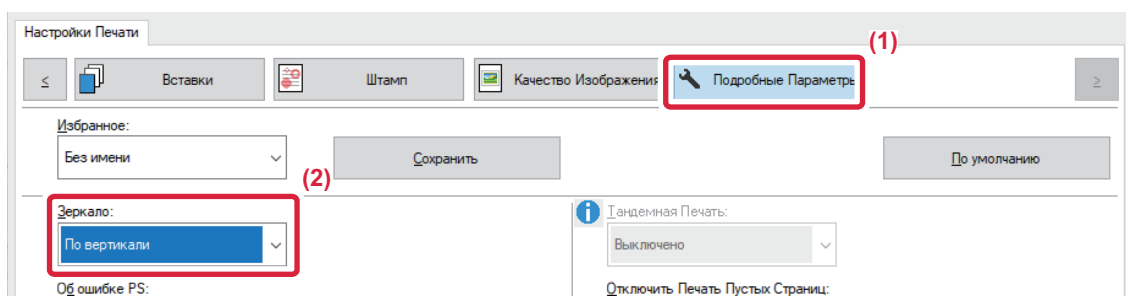 Настройки Печати
(1)
≤ Вставки Штамп Качество Изображения Подробные Параметры ≥
Избранное:
Без имени Сохранить По умолчанию
(2)
Зеркало: Тандемная Печать:
По вертикали Выключено
Об ошибке PS: Отключить Печать Пустых Страниц: